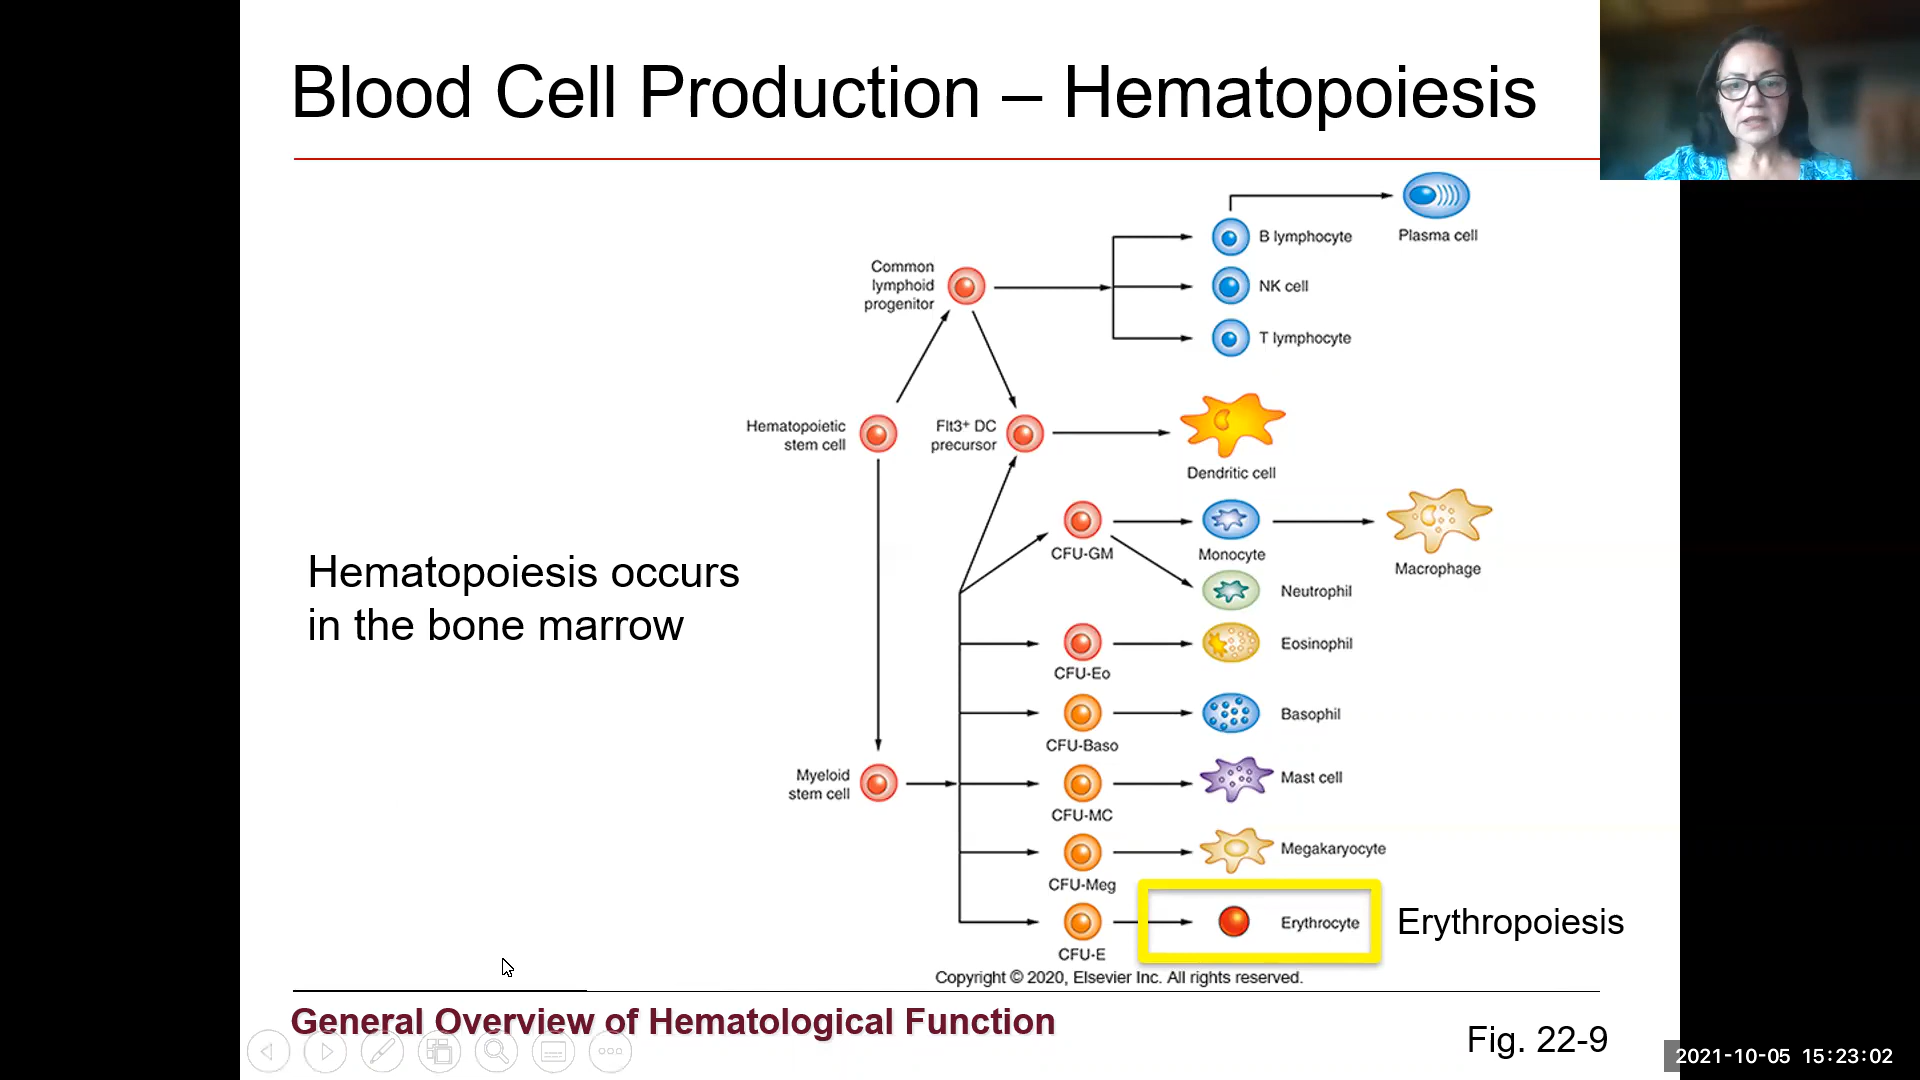 Blood Cell Production – Hematopoiesis
Plasma cell
B lymphocyte
Common
lymphoid
progenitor
NK cell
T lymphocyte
Hematopoietic
stem cell
Flt3+ DC
precursor
Dendritic cell
CFU-GM
Monocyte
Macrophage
Hematopoiesis occurs
in the bone marrow
Neutrophil
CFU-Eo
Eosinophil
CFU-Baso
Basophil
Myeloid
stem cell
CFU-MC
Mast cell
CFU-Meg
Megakaryocyte
CFU-E
Erythrocyte
Erythropoiesis
Copyright © 2020, Elsevier Inc. All rights reserved.
General Overview of Hematological Function
Fig. 22-9
2021-10-05 15:23:02